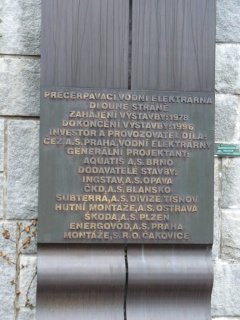 PŘEČERPÁVACÍ VODNÍ ELEKTRÁRNA
DLOUHÉ STRÁNĚ
ZAHÁJENÍ VÝSTAVBY:1978
DOKONČENÍ VÝSTAVBY:1996
INVESTOR A PROVOZOVATEL DÍLA:
ČEZ A.S. PRAHA, VODNÍ ELEKTRÁRNY
GENERÁLNÍ PROJEKTANT:
AQUATIS A.S. BRNO
DODAVATELÉ STAVBY:
INGSTAV, A.S. OPAVA
ČKD, A.S. BLANSKO
SUBTERRA, A.S. DIVIZE TIŠNOV
HUTNÍ MONTÁŽE, A.S. OSTRAVA
ŠKODA, A.S. PLZEŇ
ENERGOVOD, A.S. PRAHA
MONTÁŽE, S.R.O. ČAKOVICE